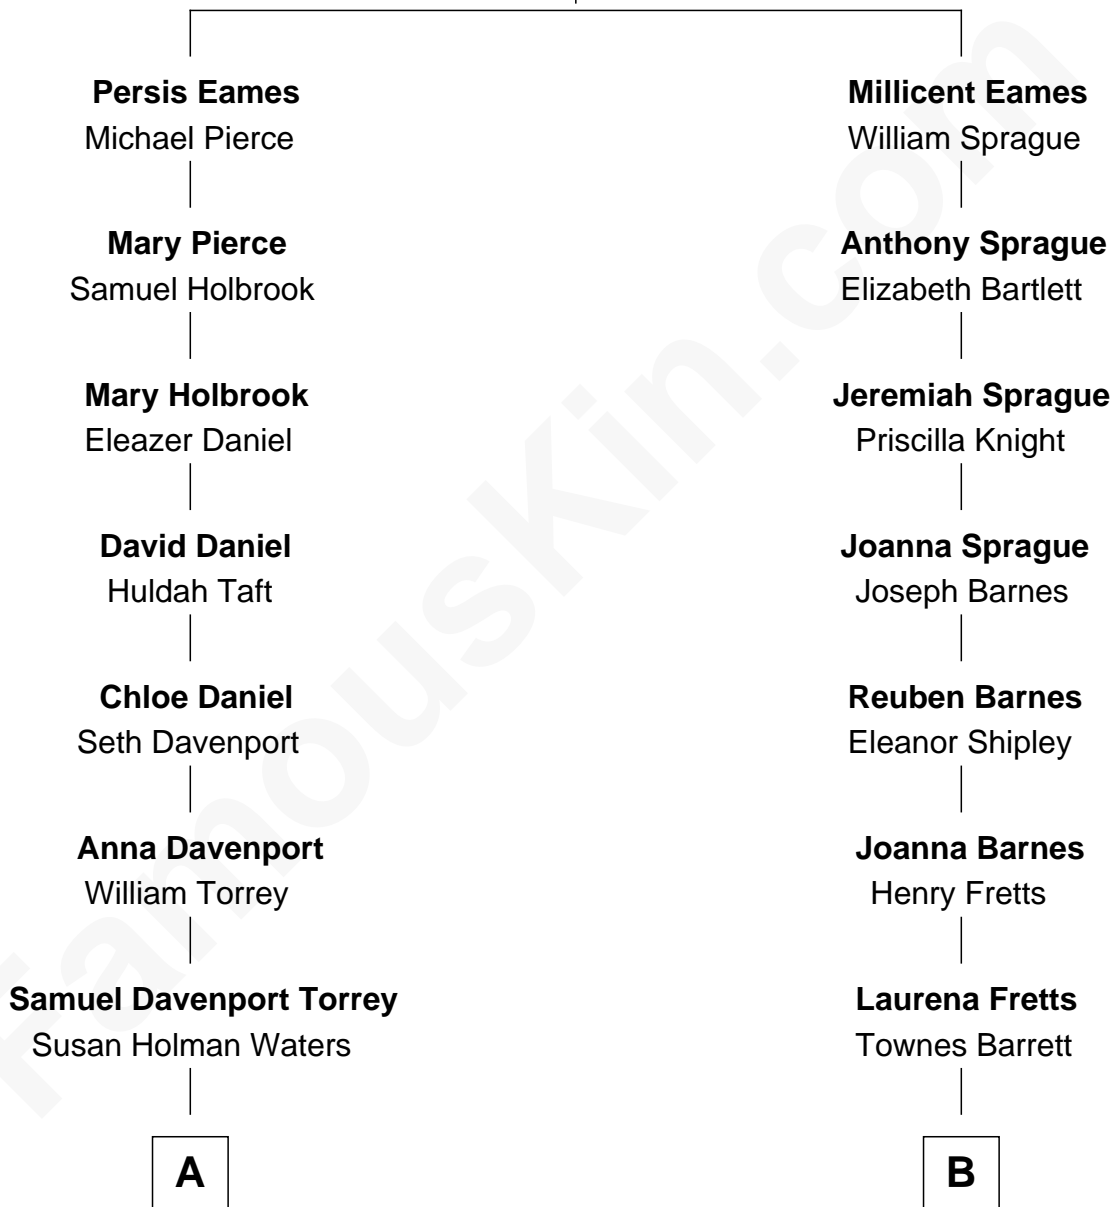 Persis Eames
Michael Pierce
Mary Pierce
Samuel Holbrook
Mary Holbrook
Eleazer Daniel
David Daniel
Huldah Taft
Chloe Daniel
Seth Davenport
Anna Davenport
William Torrey
Samuel Davenport Torrey
Susan Holman Waters
A
Millicent Eames
William Sprague
Anthony Sprague
Elizabeth Bartlett
Jeremiah Sprague
Priscilla Knight
Joanna Sprague
Joseph Barnes
Reuben Barnes
Eleanor Shipley
Joanna Barnes
Henry Fretts
Laurena Fretts
Townes Barrett
B
FamousKin.com